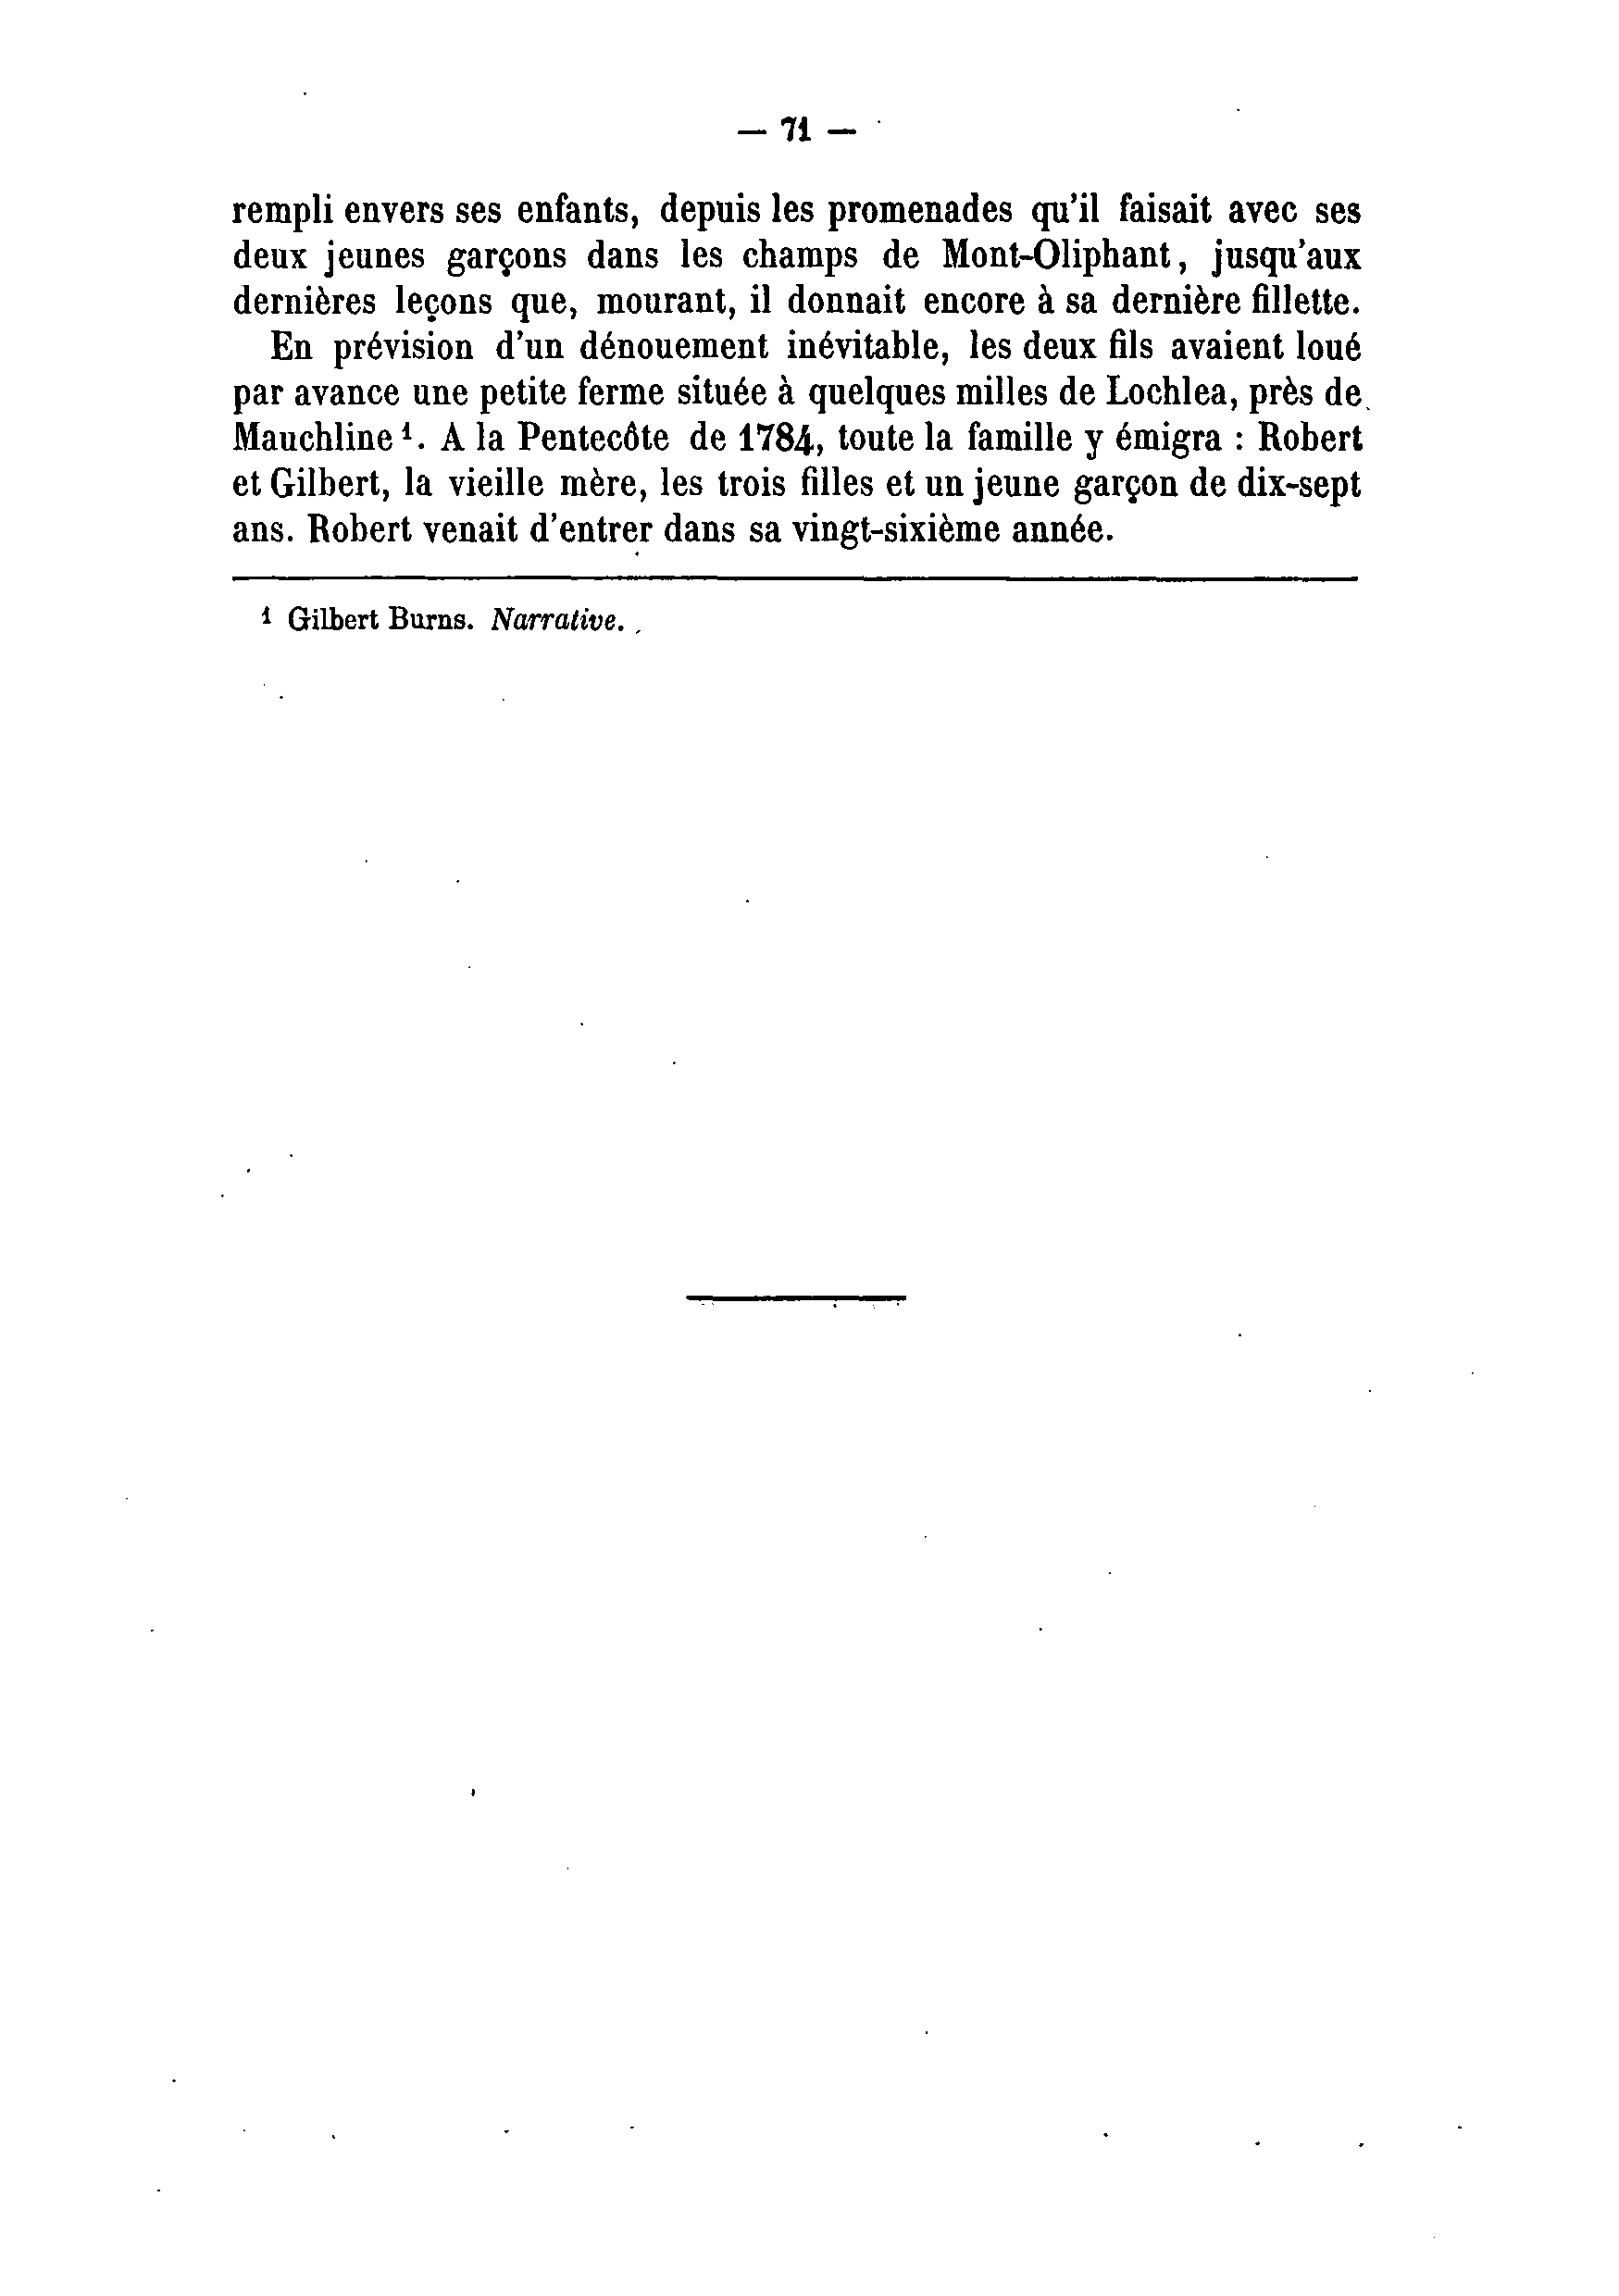 — 71 —
rempli envers ses enfants, depuis les promenades qu'il faisait avec ses
deux jeunes garçons dans les champs de Mont-Oliphant, jusqu'aux
dernières leçons que, mourant, il donnait encore à sa dernière fillette.
En prévision d'un dénouement inévitable, les deux fils avaient loué
par avance une petite ferme située à quelques milles de Lochlea, près de
Mauchline ¹. A la Pentecôte de 1784, toute la famille y émigra : Robert
et Gilbert, la vieille mère, les trois filles et un jeune garçon de dix-sept
ans. Robert venait d'entrer dans sa vingt-sixième année.
¹ Gilbert Burns. Narrative.